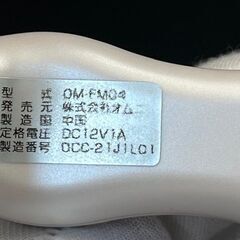 型式 OM-FM04
発売元 株式会社オムニ
製造国 中国
定格電圧 DC12V1A
製造番号 OCC-21J1L01